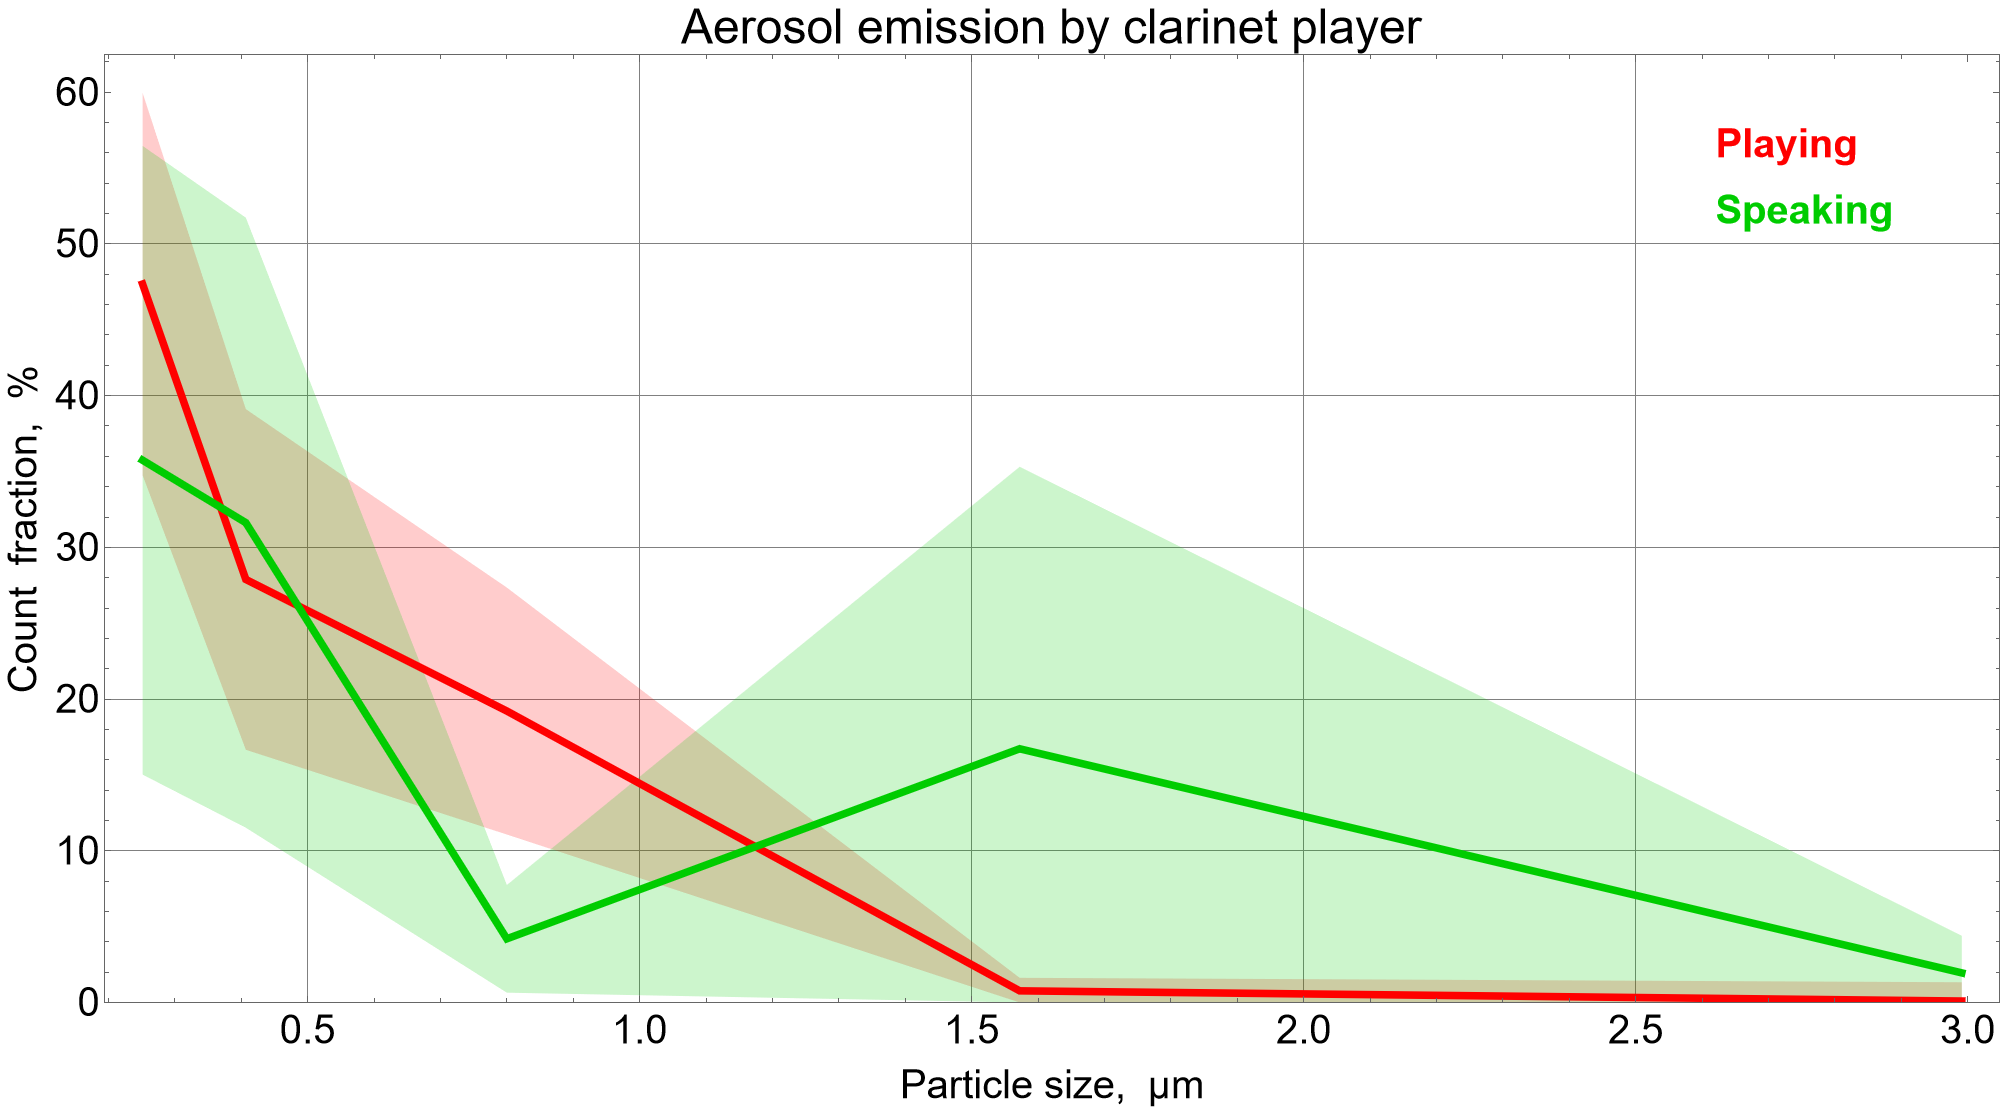 Aerosol emission by clarinet player
60
50
40
30
20
10
0
Count fraction, %
Playing
Speaking
0.5 1.0 1.5 2.0 2.5 3.0
Particle size, µm